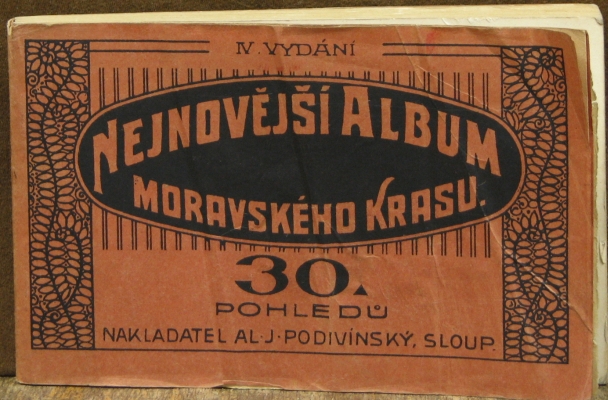 IV. VYDÁNÍ
NEJNOVĚJŠÍ ALBUM
MORAVSKÉHO KRASU.
30.
POHLEDŮ
NAKLADATEL AL·J·PODIVÍNSKÝ, SLOUP.